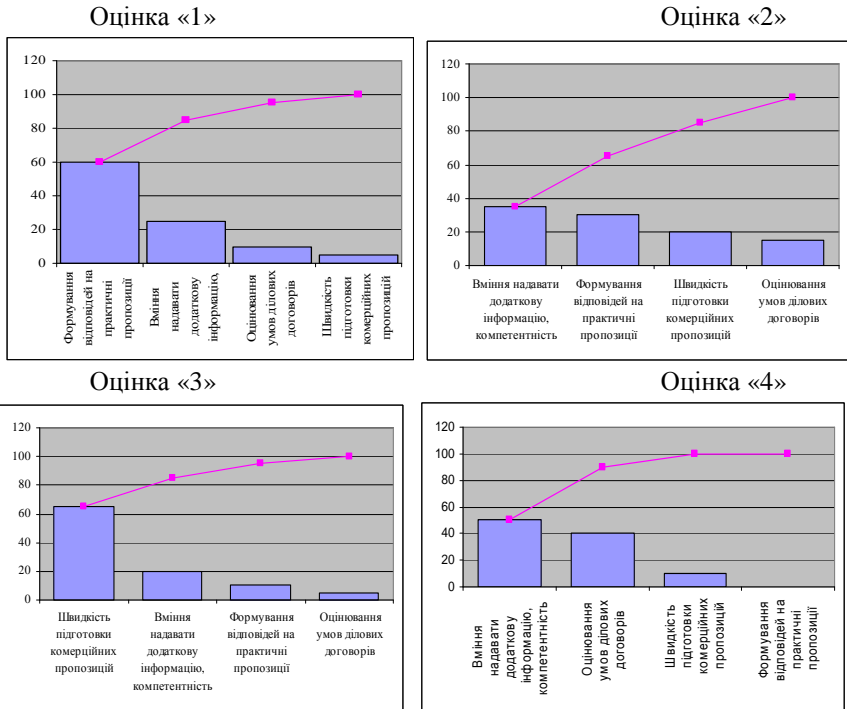 Оцінка «1»
120
100
80
60
40
20
0
Формування
відповідей на
практичні
пропозиції
Вміння
надавати
додаткову
інформацію,
Оцінювання
умов ділових
договорів
Швидкість
підготовки
комерційних
пропозицій
Оцінка «2»
120
100
80
60
40
20
0
Вміння надавати
додаткову
інформацію,
компетентність
Формування
відповідей на
практичні
пропозиції
Швидкість
підготовки
комерційних
пропозицій
Оцінювання
умов ділових
договорів
Оцінка «3»
120
100
80
60
40
20
0
Швидкість
підготовки
комерційних
пропозицій
Вміння
надавати
додаткову
інформацію,
компетентність
Формування
відповідей на
практичні
пропозиції
Оцінювання
умов ділових
договорів
Оцінка «4»
120
100
80
60
40
20
0
Вміння
надавати
додаткову
інформацію,
компетентність
Оцінювання
умов ділових
договорів
Швидкість
підготовки
комерційних
пропозицій
Формування
відповідей на
практичні
пропозиції